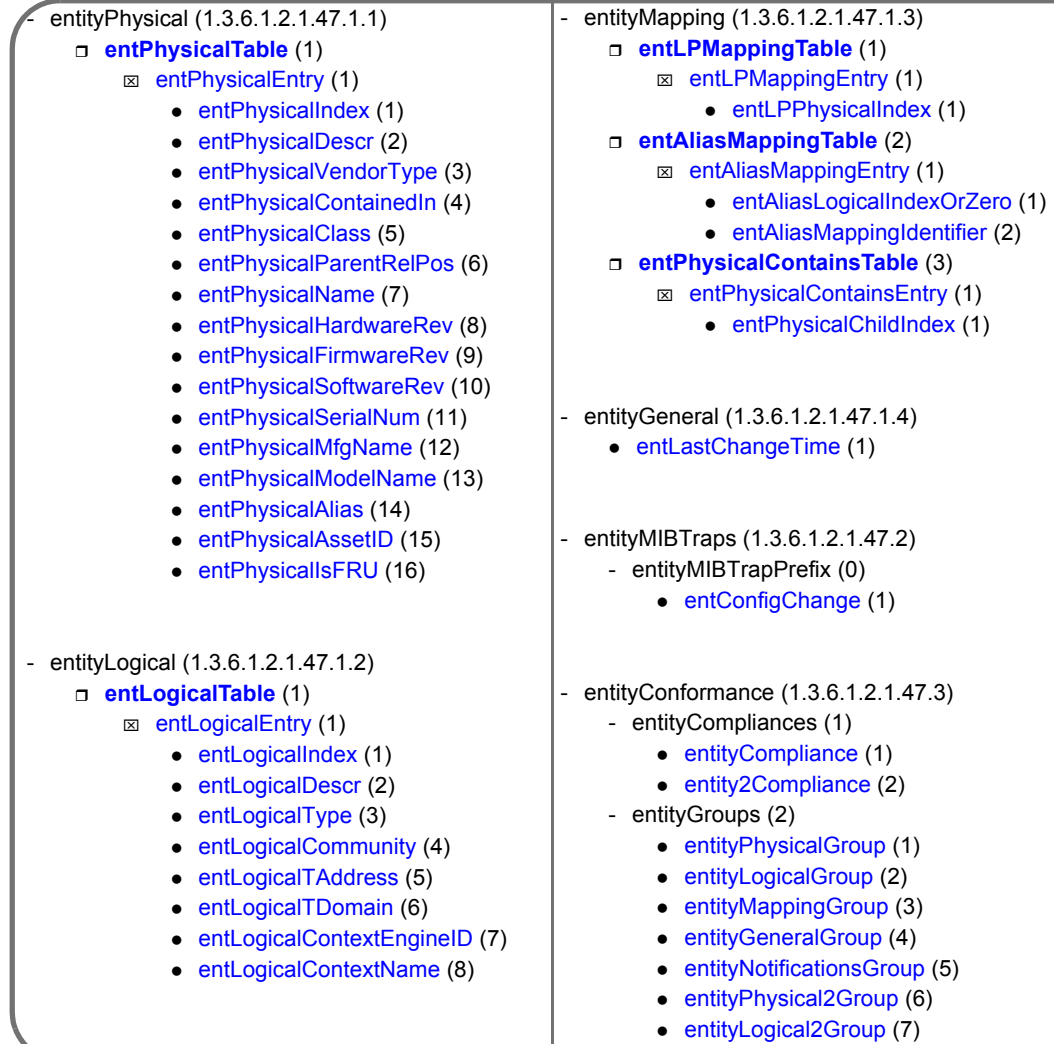 - entityPhysical (1.3.6.1.2.1.47.1.1)
❒ entPhysicalTable (1)
☒ entPhysicalEntry (1)
● entPhysicalIndex (1)
● entPhysicalDescr (2)
● entPhysicalVendorType (3)
● entPhysicalContainedIn (4)
● entPhysicalClass (5)
● entPhysicalParentRelPos (6)
● entPhysicalName (7)
● entPhysicalHardwareRev (8)
● entPhysicalFirmwareRev (9)
● entPhysicalSoftwareRev (10)
● entPhysicalSerialNum (11)
● entPhysicalMfgName (12)
● entPhysicalModelName (13)
● entPhysicalAlias (14)
● entPhysicalAssetID (15)
● entPhysicalIsFRU (16)
- entityLogical (1.3.6.1.2.1.47.1.2)
❒ entLogicalTable (1)
☒ entLogicalEntry (1)
● entLogicalIndex (1)
● entLogicalDescr (2)
● entLogicalType (3)
● entLogicalCommunity (4)
● entLogicalTAddress (5)
● entLogicalTDomain (6)
● entLogicalContextEngineID (7)
● entLogicalContextName (8)
- entityMapping (1.3.6.1.2.1.47.1.3)
❒ entLPMappingTable (1)
☒ entLPMappingEntry (1)
● entLPPhysicalIndex (1)
❒ entAliasMappingTable (2)
☒ entAliasMappingEntry (1)
● entAliasLogicalIndexOrZero (1)
● entAliasMappingIdentifier (2)
❒ entPhysicalContainsTable (3)
☒ entPhysicalContainsEntry (1)
● entPhysicalChildIndex (1)
- entityGeneral (1.3.6.1.2.1.47.1.4)
● entLastChangeTime (1)
- entityMIBTraps (1.3.6.1.2.1.47.2)
- entityMIBTrapPrefix (0)
● entConfigChange (1)
- entityConformance (1.3.6.1.2.1.47.3)
- entityCompliances (1)
● entityCompliance (1)
● entity2Compliance (2)
- entityGroups (2)
● entityPhysicalGroup (1)
● entityLogicalGroup (2)
● entityMappingGroup (3)
● entityGeneralGroup (4)
● entityNotificationsGroup (5)
● entityPhysical2Group (6)
● entityLogical2Group (7)